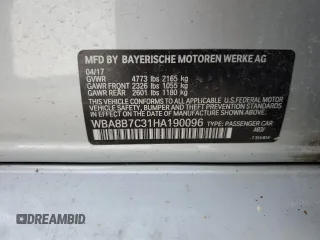 MFD BY BAYERISCHE MOTOREN WERKE AG
04/17
GVWR 4773 lbs 2165 kg
GAWR FRONT 2326 lbs 1055 kg
GAWR REAR 2601 lbs 1180 kg
THIS VEHICLE CONFORMS TO ALL APPLICABLE
U.S. FEDERAL MOTOR VEHICLE SAFETY, BUMPER,
AND THEFT PREVENTION STANDARDS IN EFFECT
ON THE DATE OF MANUFACTURE SHOWN ABOVE.
WBA8B7C31HA190096 TYPE: PASSENGER CAR
DREAMBID